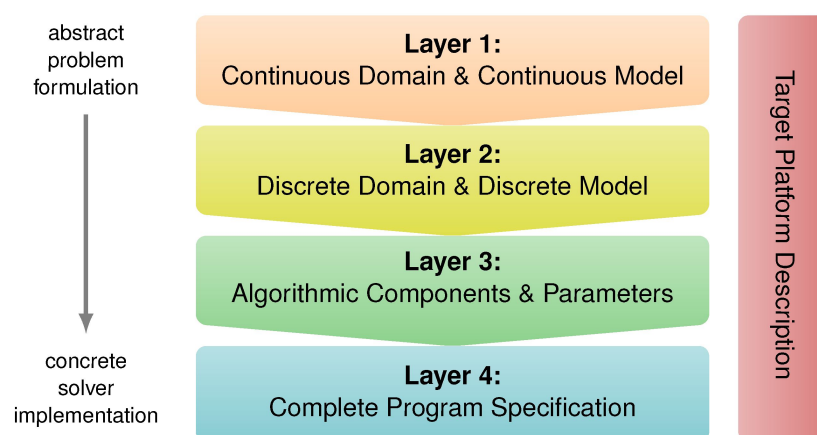 abstract
problem
formulation
Layer 1:
Continuous Domain & Continuous Model
Layer 2:
Discrete Domain & Discrete Model
Layer 3:
Algorithmic Components & Parameters
concrete
solver
implementation
Layer 4:
Complete Program Specification
Target Platform Description